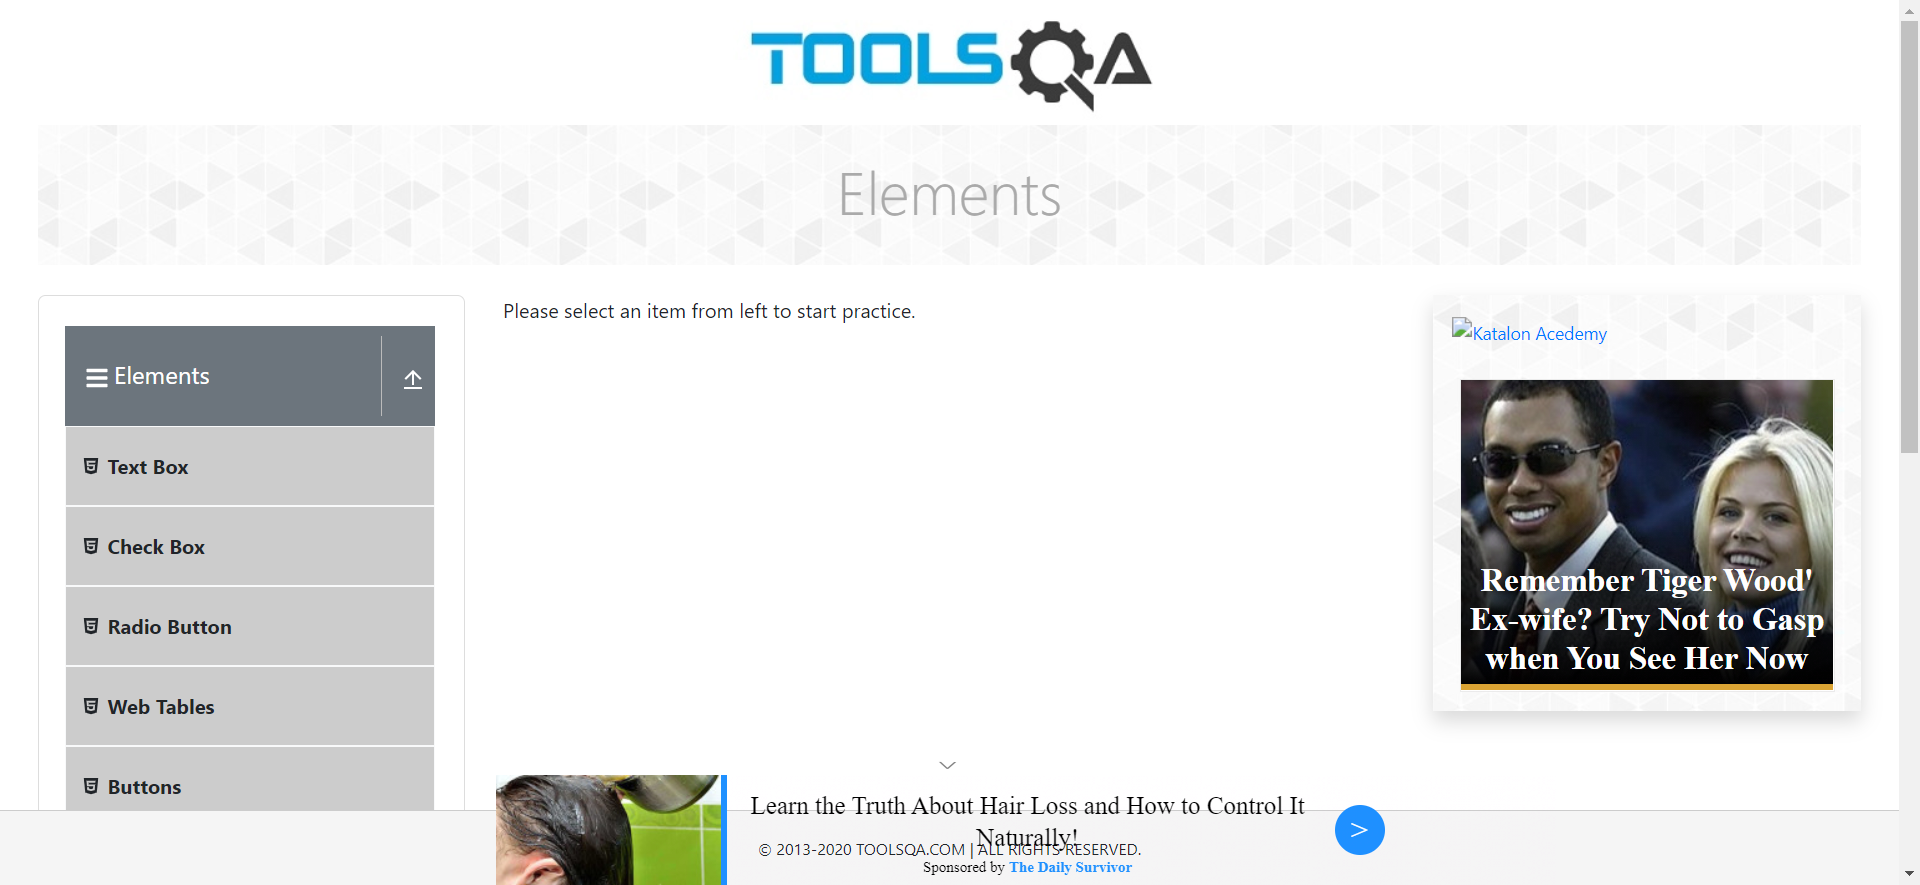 TOOLSQA
Elements
Elements
Text Box
Check Box
Radio Button
Web Tables
Buttons
Please select an item from left to start practice.
Katalon Acedemy
Remember Tiger Wood'
Ex-wife? Try Not to Gasp
when You See Her Now
Learn the Truth About Hair Loss and How to Control It
Naturally!
© 2013-2020 TOOLSQA.COM | ALL RIGHTS RESERVED.
Sponsored by The Daily Survivor